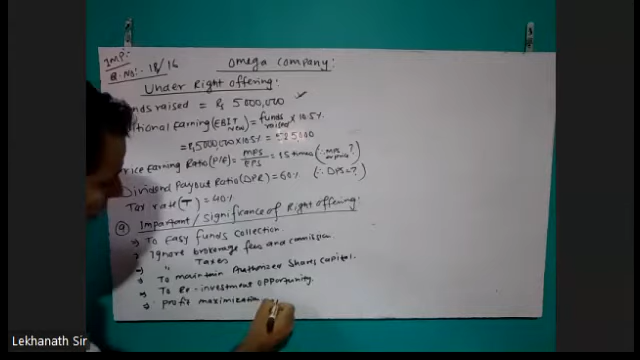 IMP:
Q.No:- 18/16
Omega Company:
Under Right offering:
Funds raised = Rs 5000,000 ✓
itional Earning (EBIT New) = funds raised × 10.5%
= Rs 5000,000 × 10.5% = 525000
Price Earning Ratio (P/E) = MPS/EPS = 15 times (∴ MPS = ?)
Dividend Payout Ratio (DPR) = 60% (∴ DPS = ?)
Tax rate (T) = 40%
(a) Important / Significance of Right offering:
→ To Easy funds collection.
→ Ignore brokerage fees and commission.
→ " Taxes
→ To maintain Authorized Shares capital.
→ To Re-investment opportunity.
→ Profit maximization
Lekhanath Sir